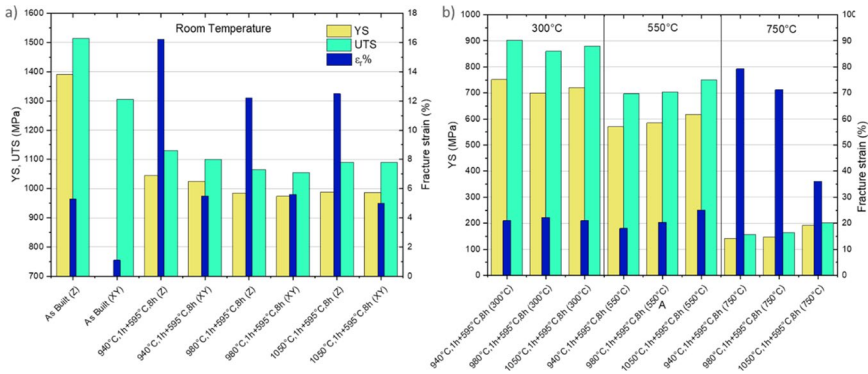 a)
Room Temperature
YS
UTS
εf%
YS, UTS (MPa)
1600
1500
1400
1300
1200
1100
1000
900
800
700
Fracture strain (%)
18
16
14
12
10
8
6
4
2
0
As Built (Z)
As Built (XY)
940°C,1h+595°C,8h (Z)
940°C,1h+595°C,8h (XY)
980°C,1h+595°C,8h (Z)
980°C,1h+595°C,8h (XY)
1050°C,1h+595°C,8h (Z)
1050°C,1h+595°C,8h (XY)
b)
300°C
550°C
750°C
YS (MPa)
1000
900
800
700
600
500
400
300
200
100
0
Fracture strain (%)
100
90
80
70
60
50
40
30
20
10
0
940°C,1h+595°C,8h (300°C)
980°C,1h+595°C,8h (300°C)
1050°C,1h+595°C,8h (300°C)
940°C,1h+595°C,8h (550°C)
980°C,1h+595°C,8h (550°C)
1050°C,1h+595°C,8h (550°C)
940°C,1h+595°C,8h (750°C)
980°C,1h+595°C,8h (750°C)
1050°C,1h+595°C,8h (750°C)
A